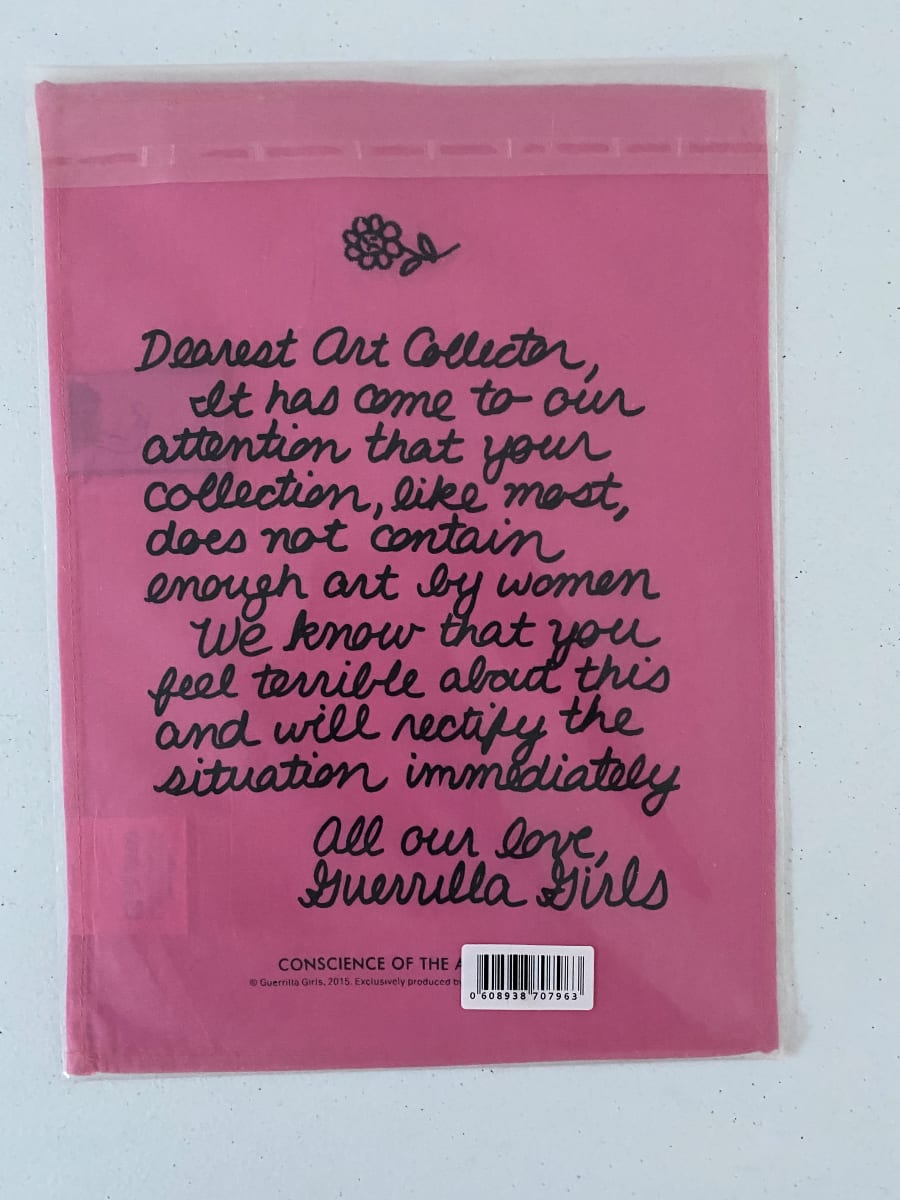 Dearest Art Collector,
It has come to our
attention that your
collection, like most,
does not contain
enough art by women
We know that you
feel terrible about this
and will rectify the
situation immediately
All our love,
Guerrilla Girls
CONSCIENCE OF THE
© Guerrilla Girls, 2015. Exclusively produced by
0 608938 707963